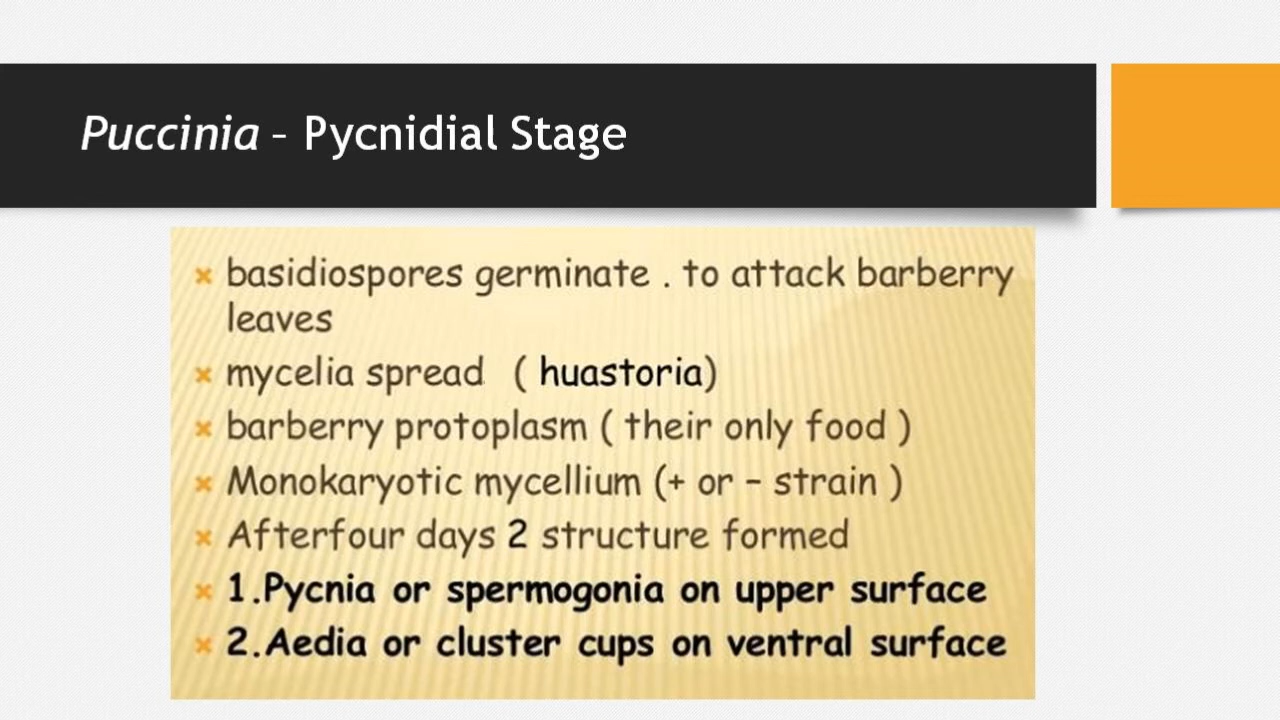 Puccinia – Pycnidial Stage
basidiospores germinate . to attack barberry
leaves
mycelia spread ( huastoria)
barberry protoplasm ( their only food )
Monokaryotic mycellium (+ or – strain )
Afterfour days 2 structure formed
1.Pycnia or spermogonia on upper surface
2.Aedia or cluster cups on ventral surface